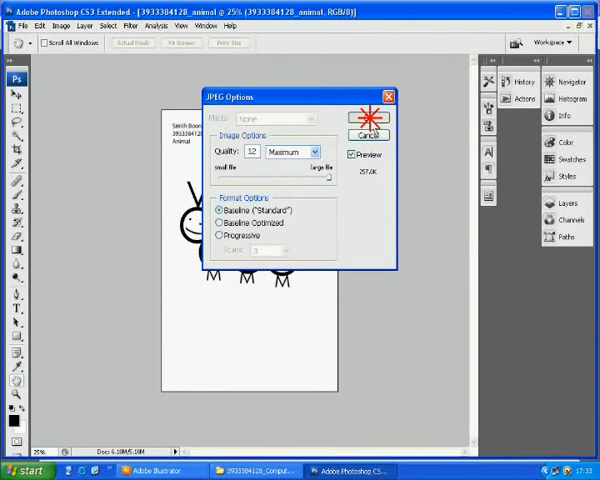 Adobe Photoshop CS3 Extended - [3933384128_animal @ 25% (3933384128_animal, RGB/8)]
File Edit Image Layer Select Filter Analysis View Window Help
Scroll All Windows Actual Pixels Fit Screen Print Size Workspace
Ps
JPEG Options
Matte: None
Cancel
Image Options
Quality: 12 Maximum
small file large file
Preview
257.0K
Format Options
Baseline ("Standard")
Baseline Optimized
Progressive
Scans: 3
Smith Boon
Animal
History
Actions
Navigator
Histogram
Info
Color
Swatches
Styles
Layers
Channels
Paths
25% Doc: 6.18M/5.18M
start Adobe Illustrator 3933384128_Comput... Adobe Photoshop CS... 17:33